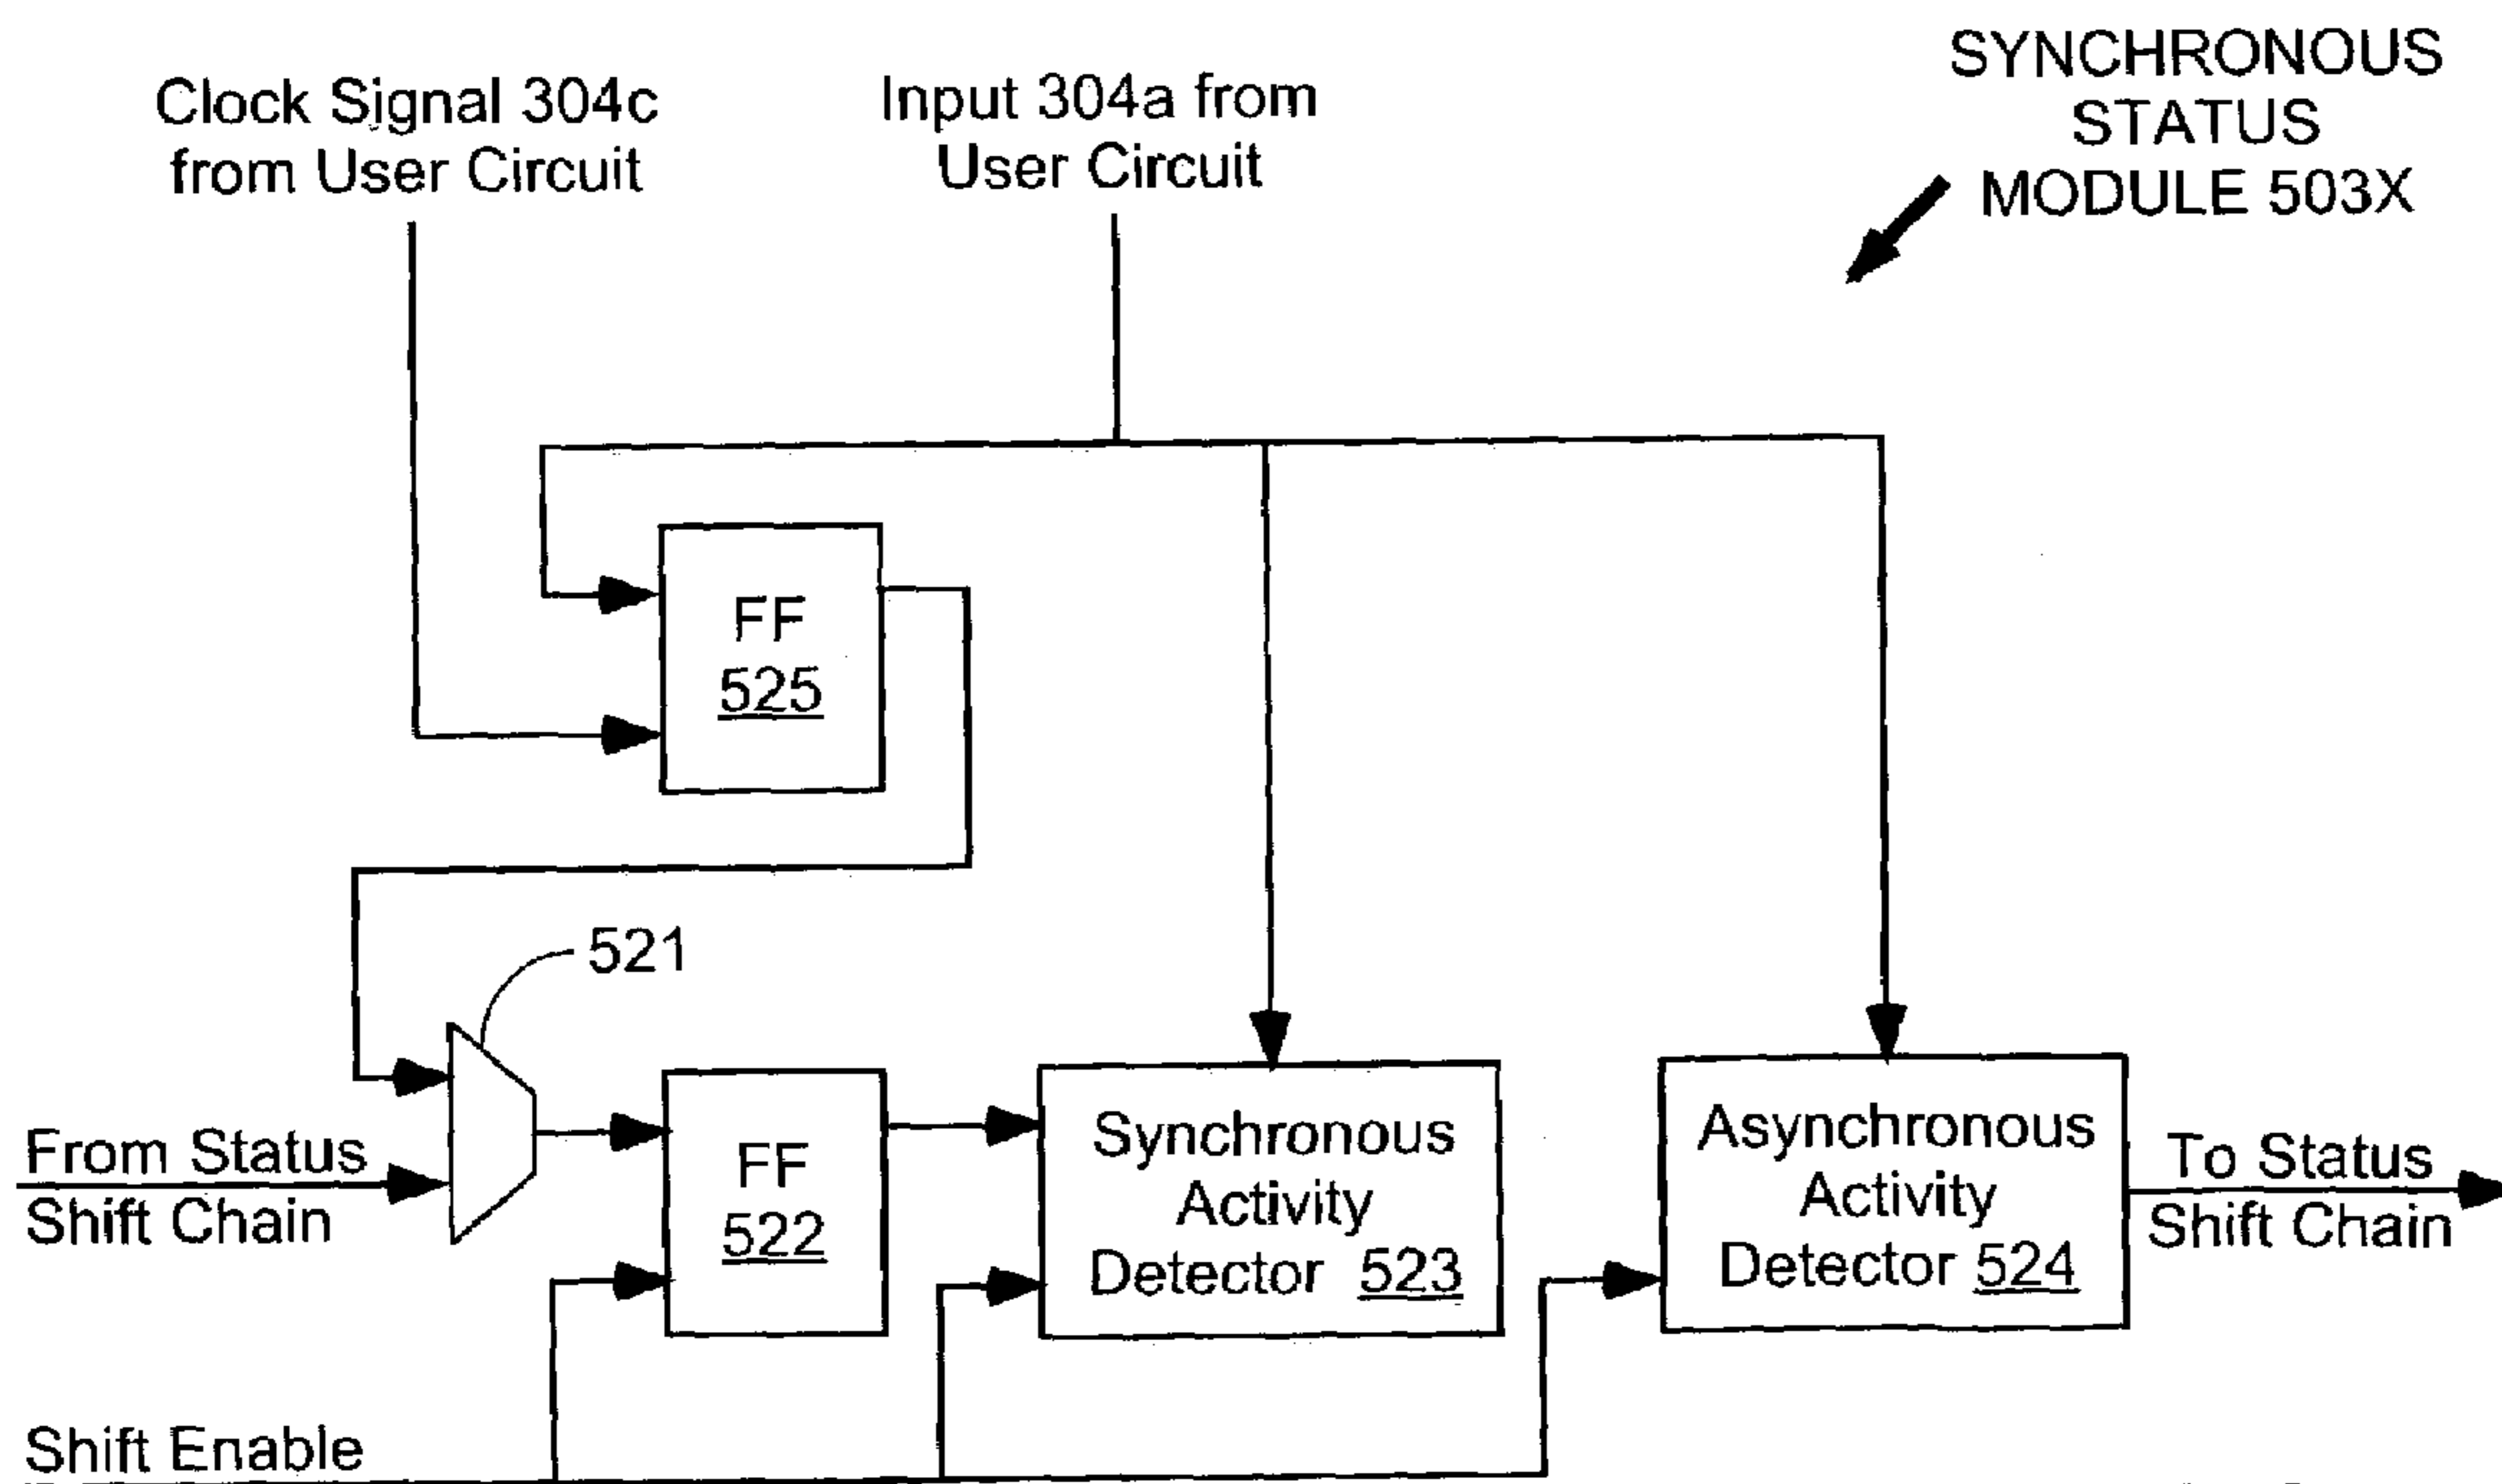 Clock Signal 304c
from User Circuit
Input 304a from
User Circuit
SYNCHRONOUS
STATUS
MODULE 503X
FF
525
521
From Status
Shift Chain
FF
522
Synchronous
Activity
Detector 523
Asynchronous
Activity
Detector 524
To Status
Shift Chain
Shift Enable